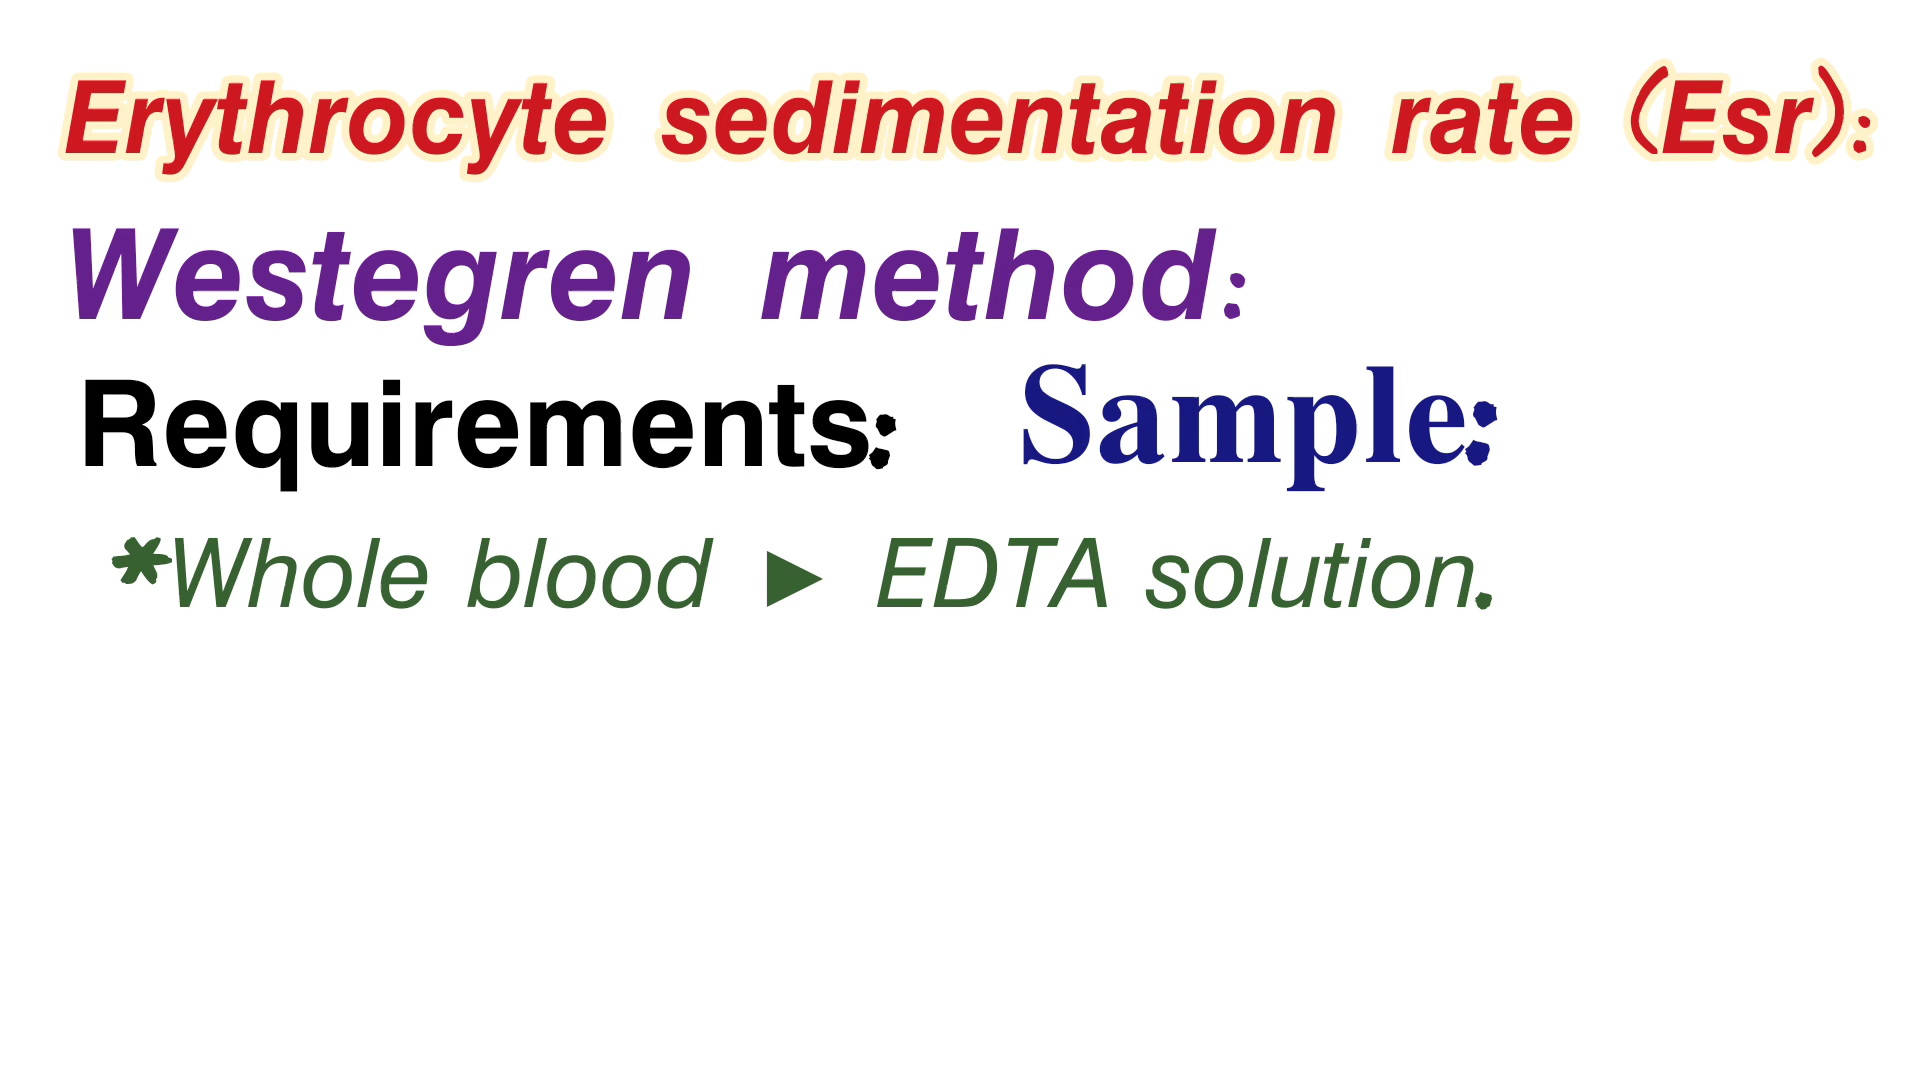 Erythrocyte sedimentation rate (Esr):
Westegren method:
Requirements: Sample:
*Whole blood ► EDTA solution.